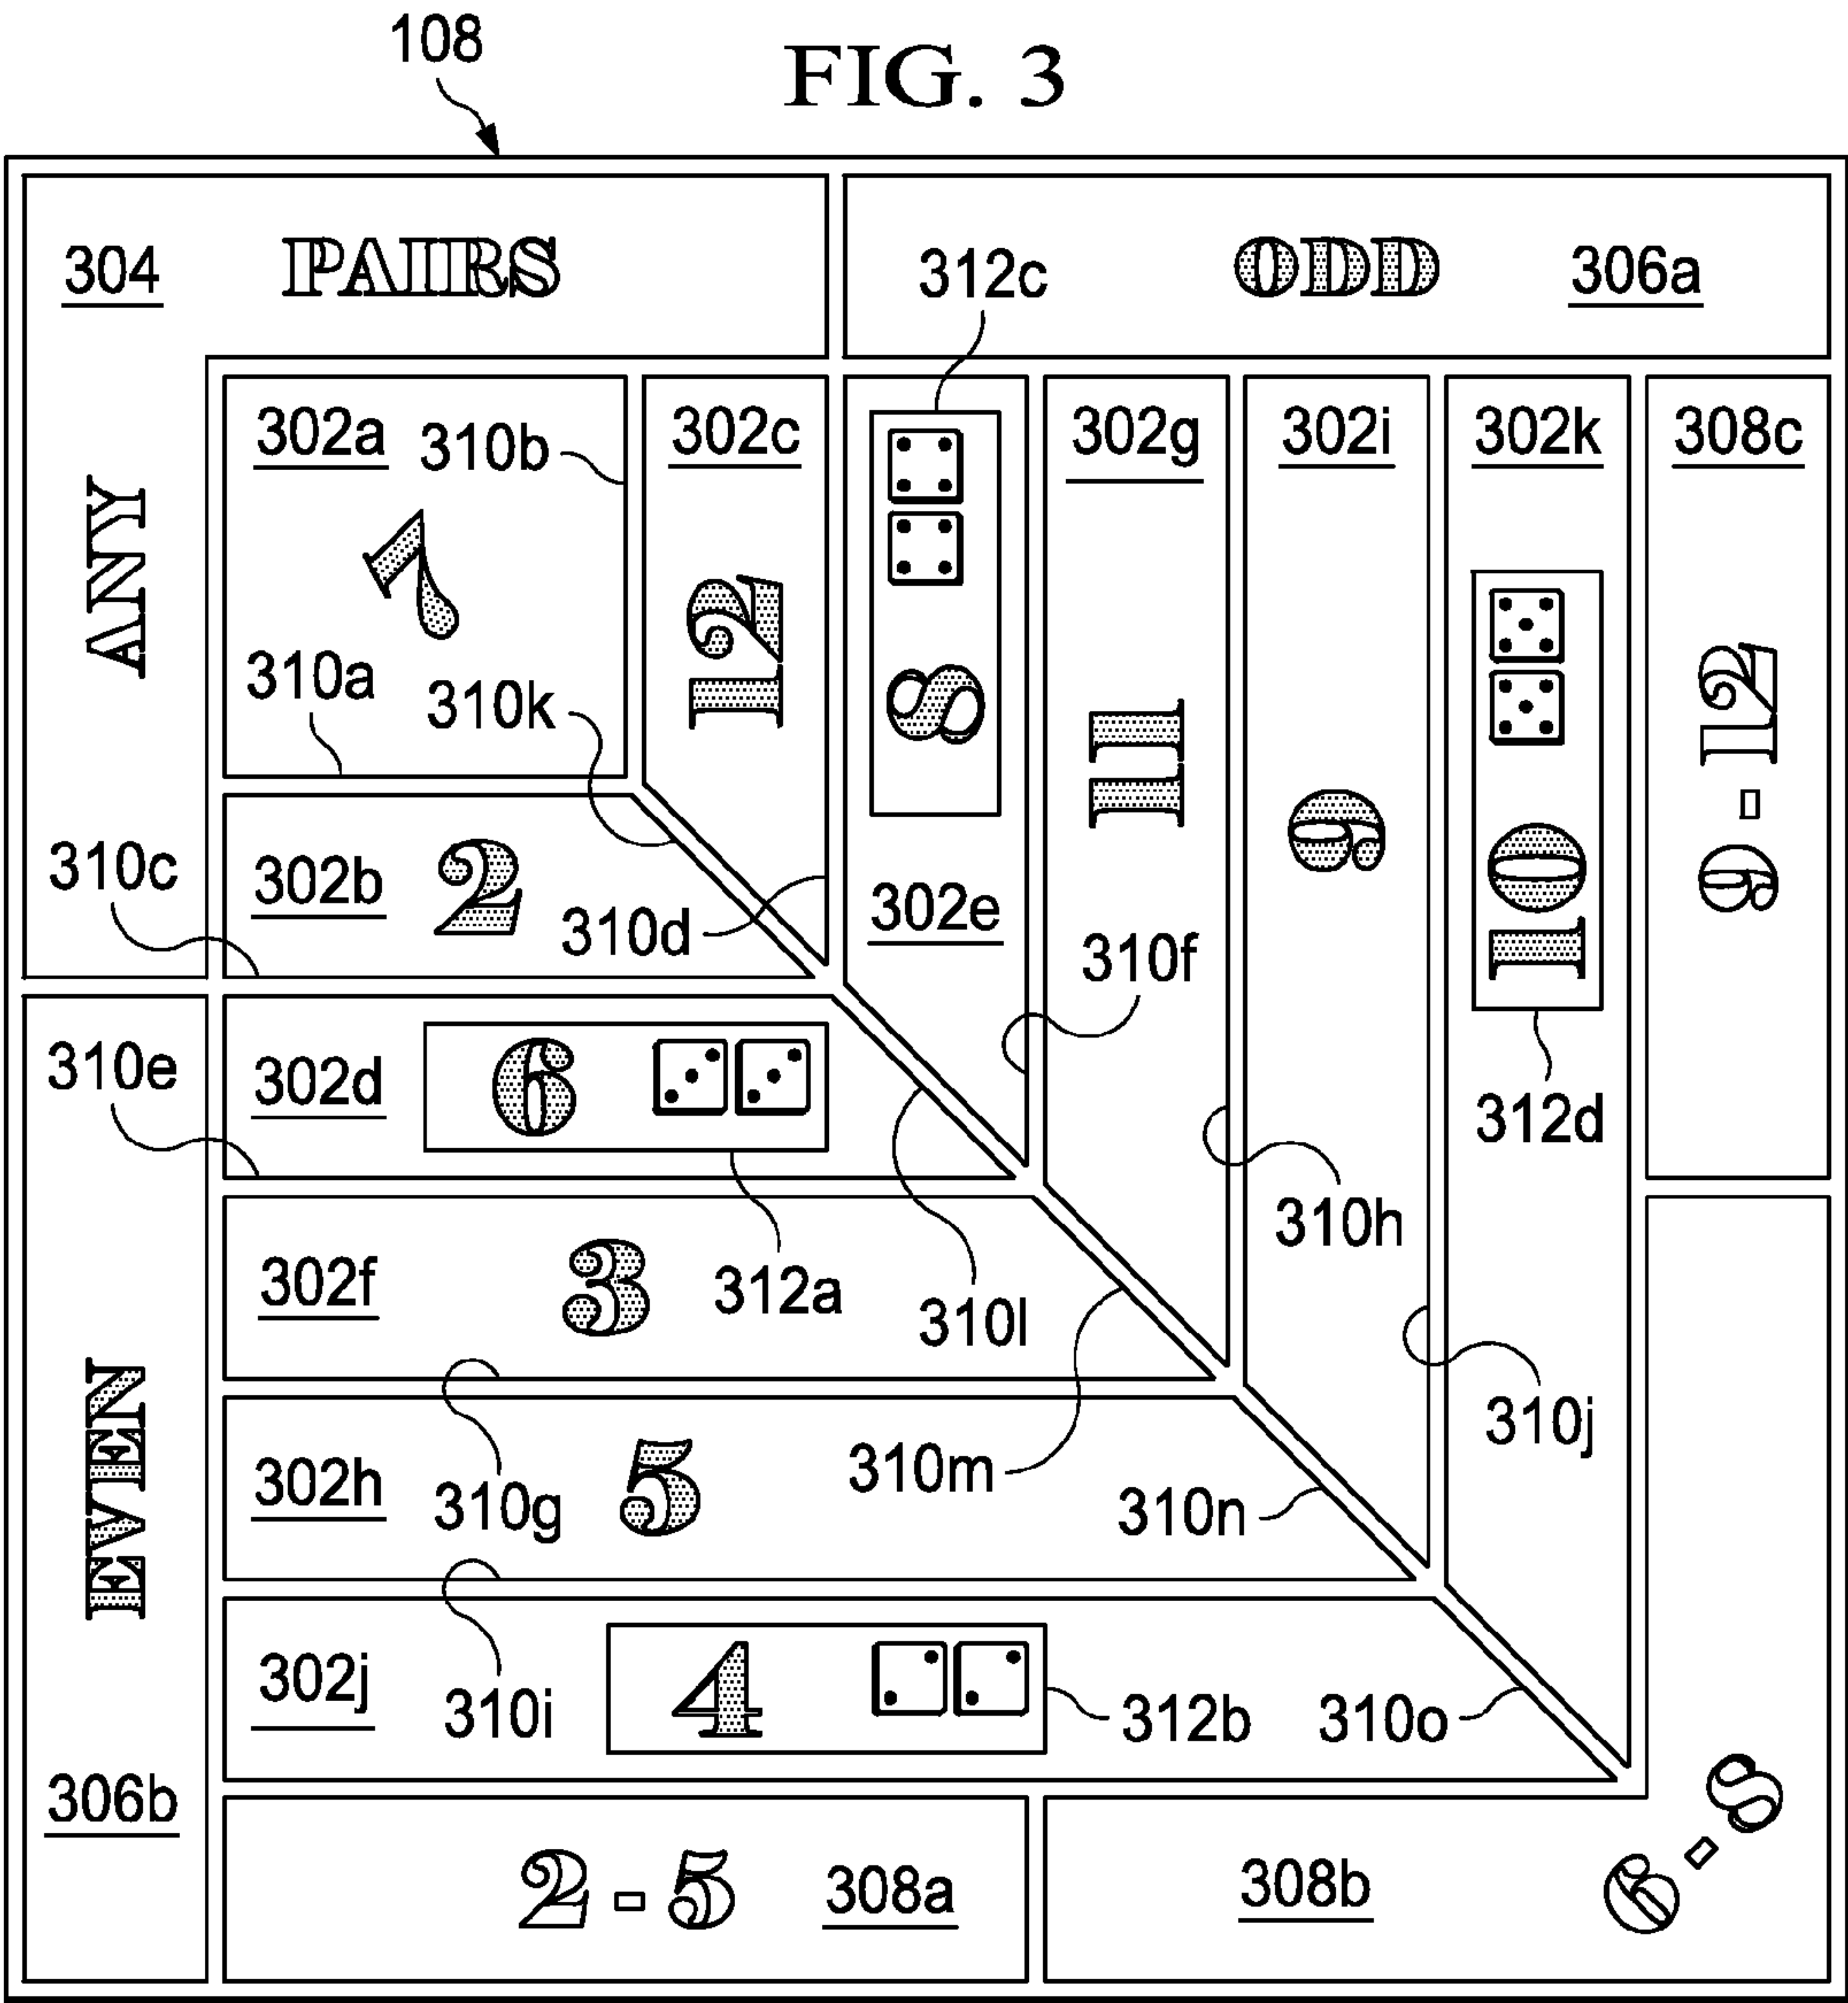 108
FIG. 3
304
PAIRS
312c
ODD
306a
ANY
302a
310b
302c
302g
302i
302k
308c
7
12
8
11
9
10
9-12
310a
310k
310c
302b
2
310d
302e
310f
310e
302d
6
312d
310h
302f
3
312a
310l
EVEN
302h
310g
5
310m
310n
310j
302j
310i
4
312b
310o
306b
2-5
308a
308b
6-8